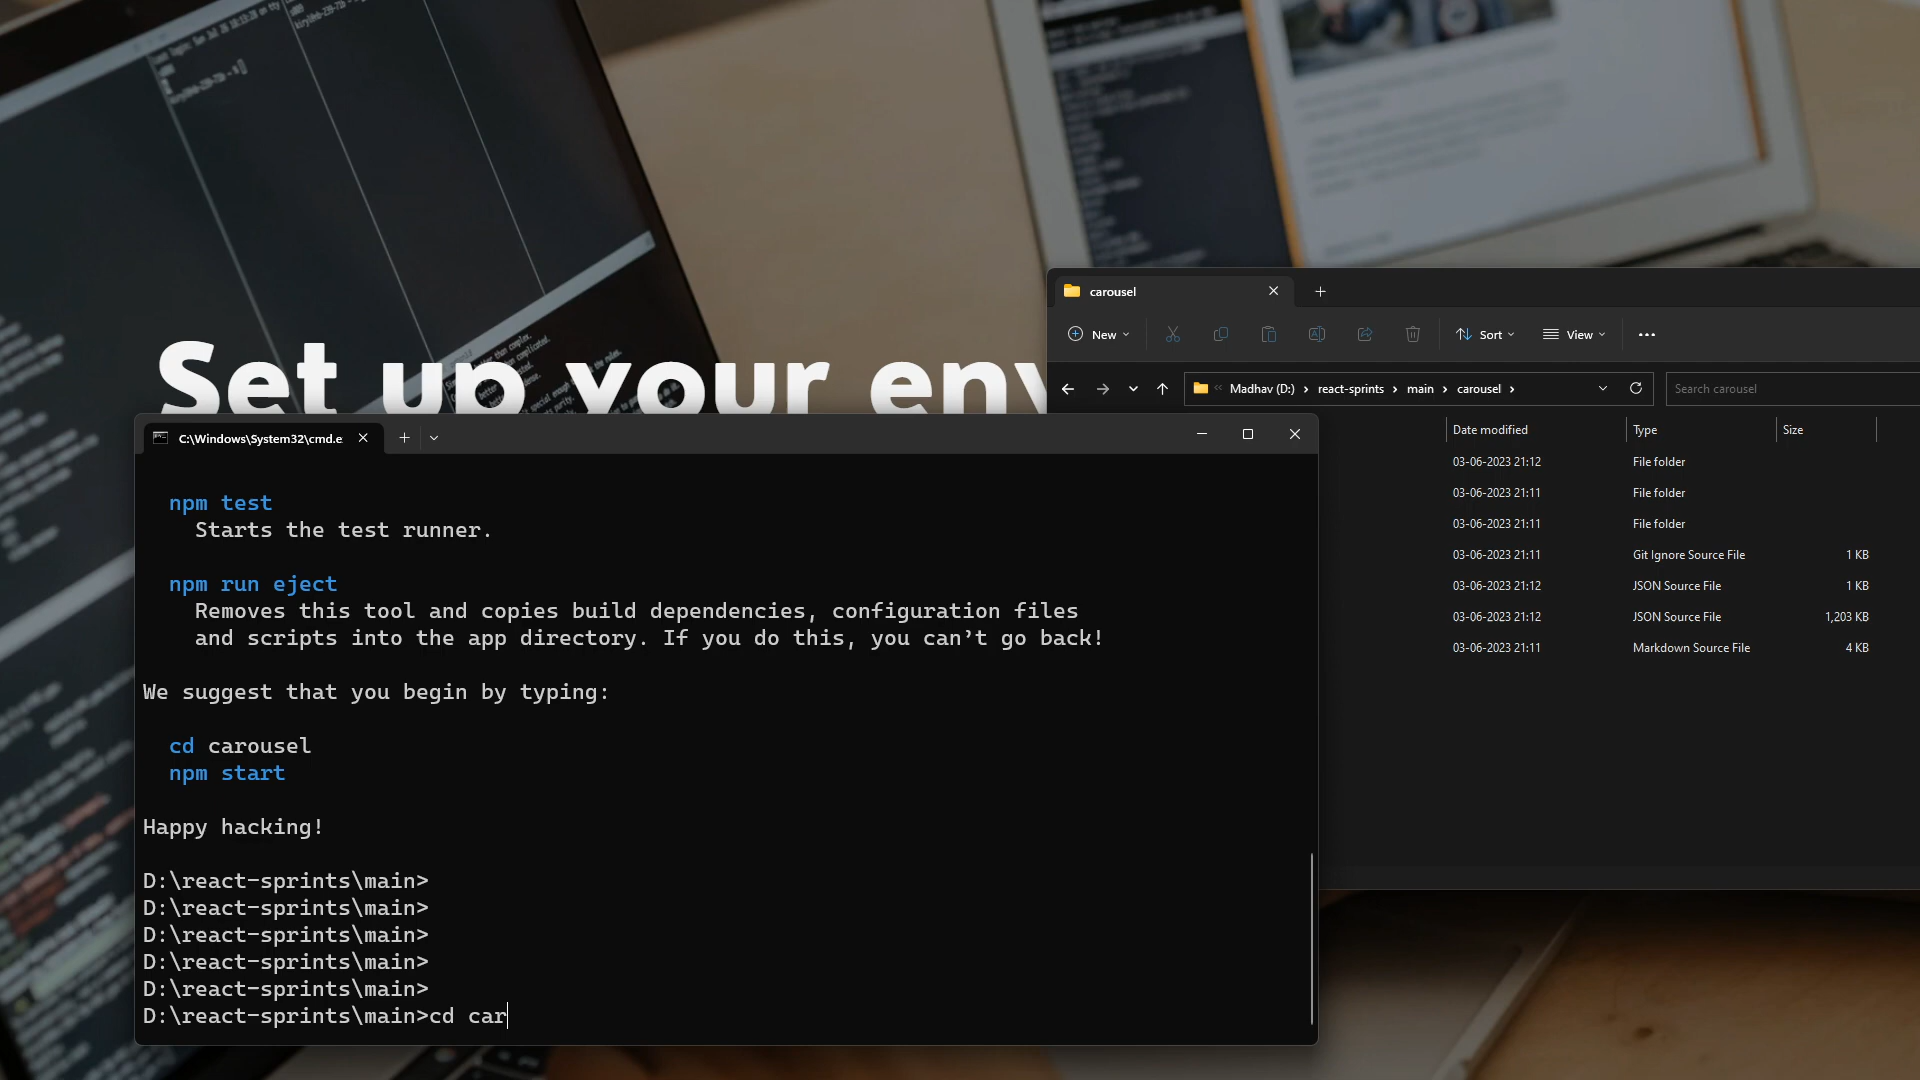 Set up your env
carousel
New
Sort
View
Madhav (D:) > react-sprints > main > carousel >
Search carousel
Date modified Type Size
03-06-2023 21:12 File folder
03-06-2023 21:11 File folder
03-06-2023 21:11 File folder
03-06-2023 21:11 Git Ignore Source File 1 KB
03-06-2023 21:12 JSON Source File 1 KB
03-06-2023 21:12 JSON Source File 1,203 KB
03-06-2023 21:11 Markdown Source File 4 KB
C:\Windows\System32\cmd.e
npm test
Starts the test runner.
npm run eject
Removes this tool and copies build dependencies, configuration files
and scripts into the app directory. If you do this, you can’t go back!
We suggest that you begin by typing:
cd carousel
npm start
Happy hacking!
D:\react-sprints\main>
D:\react-sprints\main>
D:\react-sprints\main>
D:\react-sprints\main>
D:\react-sprints\main>
D:\react-sprints\main>cd car